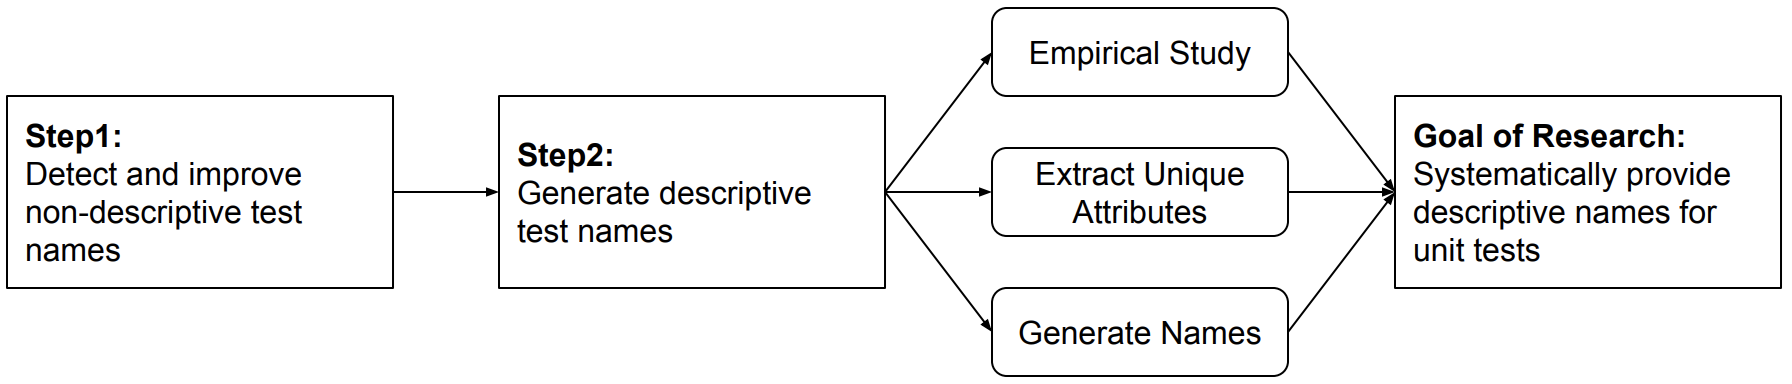 Step1:
Detect and improve
non-descriptive test
names
Step2:
Generate descriptive
test names
Empirical Study
Extract Unique
Attributes
Generate Names
Goal of Research:
Systematically provide
descriptive names for
unit tests